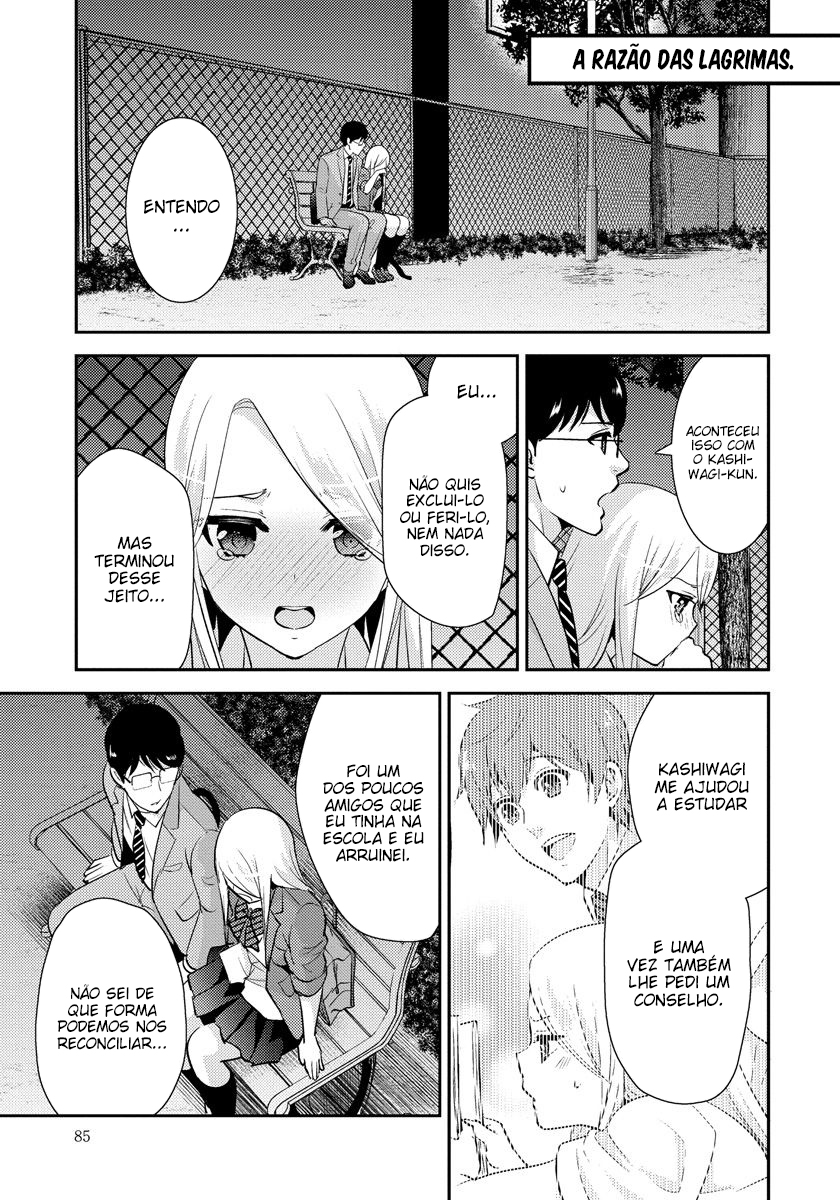 A RAZÃO DAS LAGRIMAS.
ENTENDO
...
ACONTECEU
ISSO COM
O KASHI-
WAGI-KUN.
EU...
NÃO QUIS
EXCLUI-LO
OU FERI-LO,
NEM NADA
DISSO.
MAS
TERMINOU
DESSE
JEITO...
KASHIWAGI
ME AJUDOU
A ESTUDAR
E UMA
VEZ TAMBÉM
LHE PEDI UM
CONSELHO.
FOI UM
DOS POUCOS
AMIGOS QUE
EU TINHA NA
ESCOLA E EU
ARRUINEI.
NÃO SEI DE
QUE FORMA
PODEMOS NOS
RECONCILIAR...
85